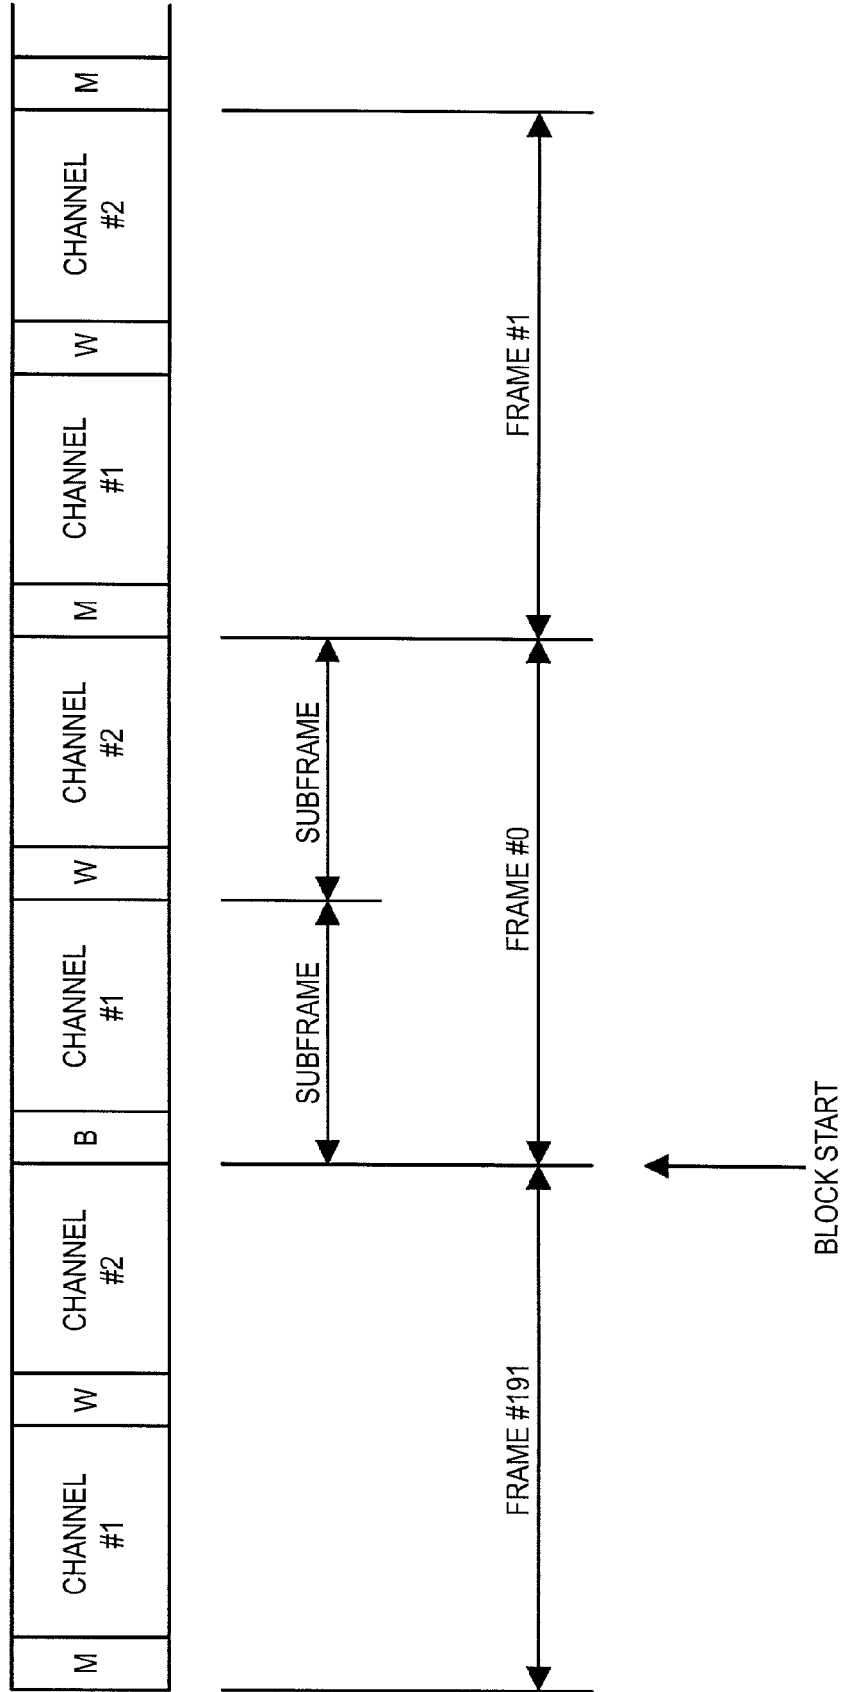 M
CHANNEL
#1
W
CHANNEL
#2
B
CHANNEL
#1
W
CHANNEL
#2
M
CHANNEL
#1
W
CHANNEL
#2
M
SUBFRAME
SUBFRAME
FRAME #191
FRAME #0
FRAME #1
BLOCK START